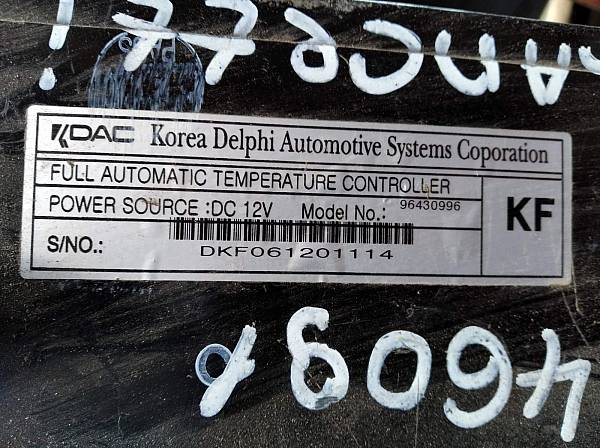 KDAC Korea Delphi Automotive Systems Coporation
FULL AUTOMATIC TEMPERATURE CONTROLLER
POWER SOURCE :DC 12V Model No.: 96430996
KF
S/NO.: DKF061201114